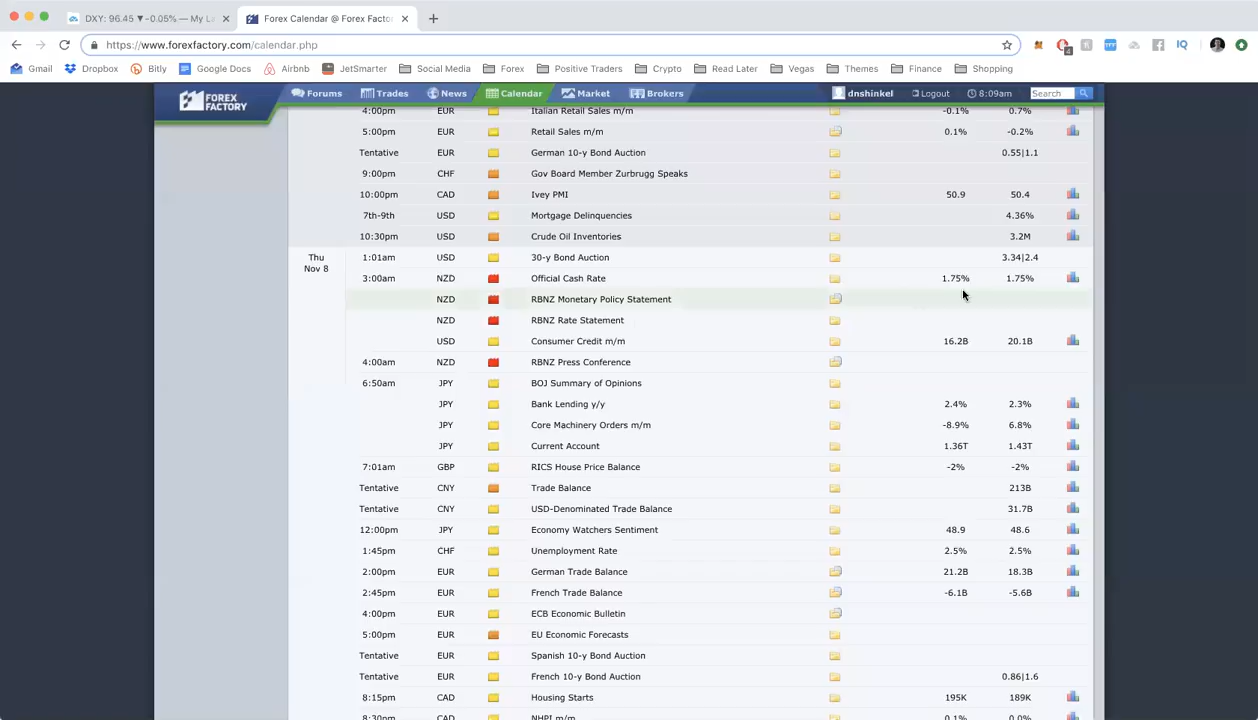 DXY: 96.45 ▼−0.05% — My La
Forex Calendar @ Forex Facto
https://www.forexfactory.com/calendar.php
4
IQ
Gmail Dropbox Bitly Google Docs Airbnb JetSmarter Social Media Forex Positive Traders Crypto Read Later Vegas Themes Finance Shopping
FOREX FACTORY
Forums Trades News Calendar Market Brokers dnshinkel Logout 8:09am Search
4:00pm EUR Italian Retail Sales m/m -0.1% 0.7%
5:00pm EUR Retail Sales m/m 0.1% -0.2%
Tentative EUR German 10-y Bond Auction 0.55|1.1
9:00pm CHF Gov Board Member Zurbrugg Speaks
10:00pm CAD Ivey PMI 50.9 50.4
7th-9th USD Mortgage Delinquencies 4.36%
10:30pm USD Crude Oil Inventories 3.2M
Thu Nov 8 1:01am USD 30-y Bond Auction 3.34|2.4
3:00am NZD Official Cash Rate 1.75% 1.75%
NZD RBNZ Monetary Policy Statement
NZD RBNZ Rate Statement
USD Consumer Credit m/m 16.2B 20.1B
4:00am NZD RBNZ Press Conference
6:50am JPY BOJ Summary of Opinions
JPY Bank Lending y/y 2.4% 2.3%
JPY Core Machinery Orders m/m -8.9% 6.8%
JPY Current Account 1.36T 1.43T
7:01am GBP RICS House Price Balance -2% -2%
Tentative CNY Trade Balance 213B
Tentative CNY USD-Denominated Trade Balance 31.7B
12:00pm JPY Economy Watchers Sentiment 48.9 48.6
1:45pm CHF Unemployment Rate 2.5% 2.5%
2:00pm EUR German Trade Balance 21.2B 18.3B
2:45pm EUR French Trade Balance -6.1B -5.6B
4:00pm EUR ECB Economic Bulletin
5:00pm EUR EU Economic Forecasts
Tentative EUR Spanish 10-y Bond Auction
Tentative EUR French 10-y Bond Auction 0.86|1.6
8:15pm CAD Housing Starts 195K 189K
8:30pm CAD NHPI m/m 0.1% 0.0%